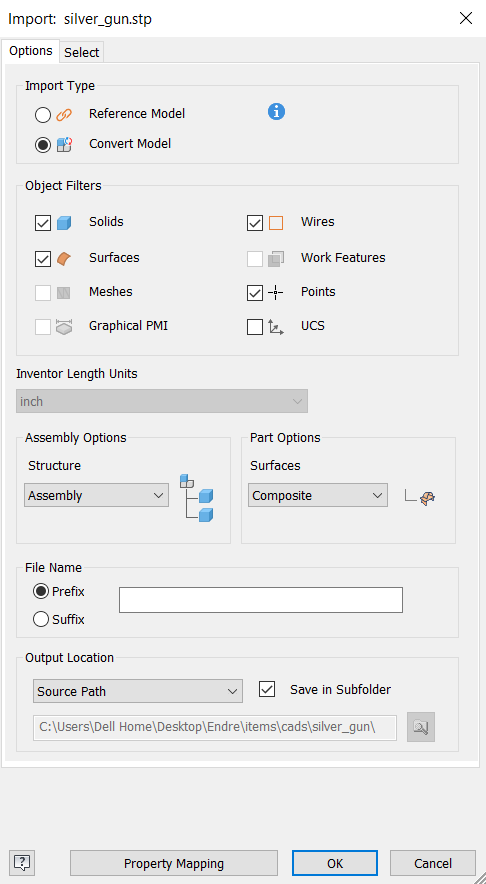 Import: silver_gun.stp
Options Select
Import Type
Reference Model
Convert Model
Object Filters
Solids Wires
Surfaces Work Features
Meshes Points
Graphical PMI UCS
Inventor Length Units
inch
Assembly Options Part Options
Structure Surfaces
Assembly Composite
File Name
Prefix
Suffix
Output Location
Source Path Save in Subfolder
C:\Users\Dell Home\Desktop\Endre\items\cads\silver_gun\
Property Mapping OK Cancel